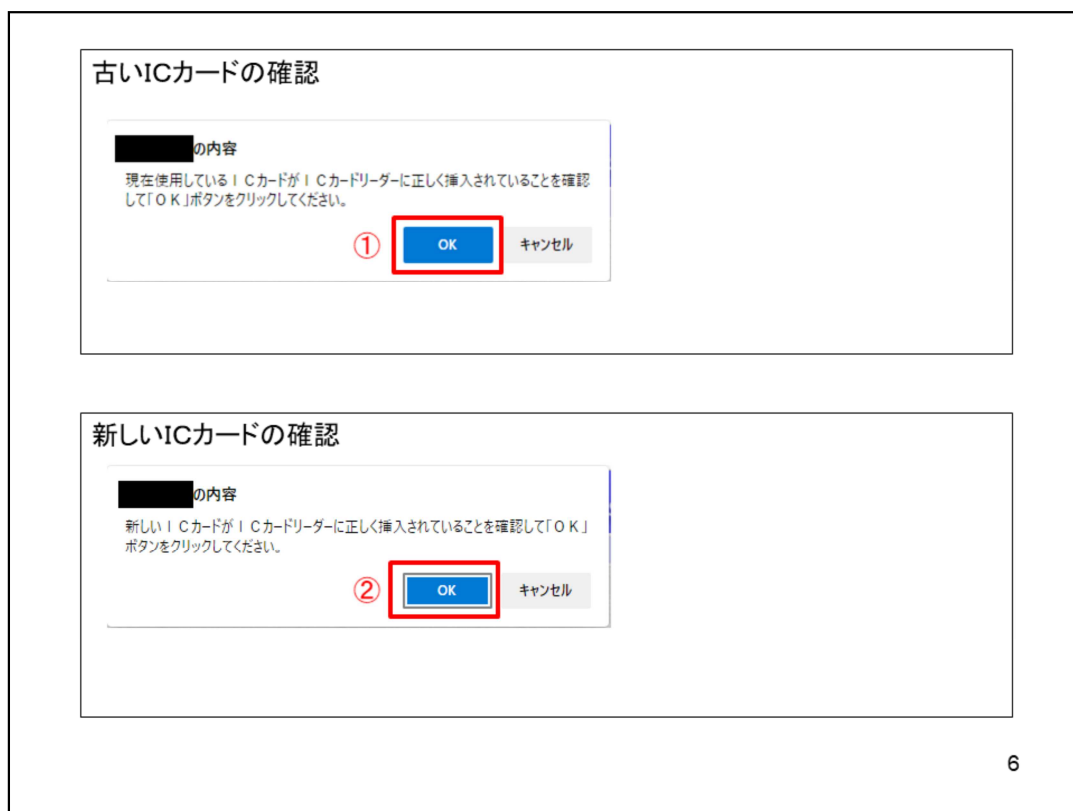 古いICカードの確認
の内容
現在使用しているＩＣカードがＩＣカードリーダーに正しく挿入されていることを確認
して「ＯＫ」ボタンをクリックしてください。
① OK キャンセル
新しいICカードの確認
の内容
新しいＩＣカードがＩＣカードリーダーに正しく挿入されていることを確認して「ＯＫ」
ボタンをクリックしてください。
② OK キャンセル
6